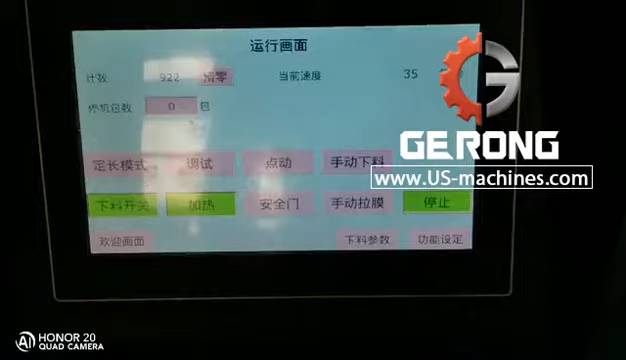 运行画面
计数 922 清零 当前速度 35
停机包数 0 包
定长模式 调试 点动 手动下料
下料开关 加热 安全门 手动拉膜 停止
欢迎画面 下料参数 功能设定
GERONG
www.US-machines.com
HONOR 20
QUAD CAMERA